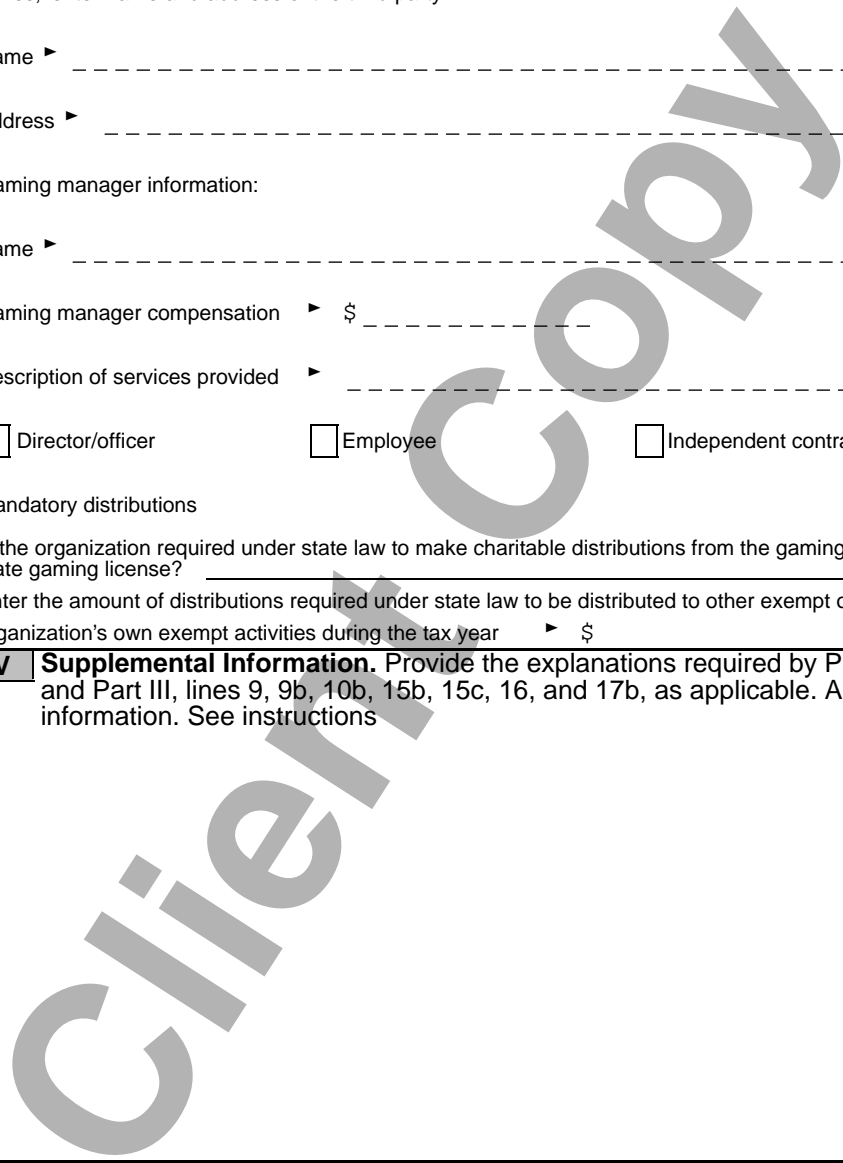 ame ►
ddress ►
aming manager information:
ame ►
aming manager compensation ► $
escription of services provided ►
Director/officer Employee Independent contra
andatory distributions
the organization required under state law to make charitable distributions from the gaming
ate gaming license?
nter the amount of distributions required under state law to be distributed to other exempt o
ganization's own exempt activities during the tax year ► $
V Supplemental Information. Provide the explanations required by P
and Part III, lines 9, 9b, 10b, 15b, 15c, 16, and 17b, as applicable. A
information. See instructions
Client Copy